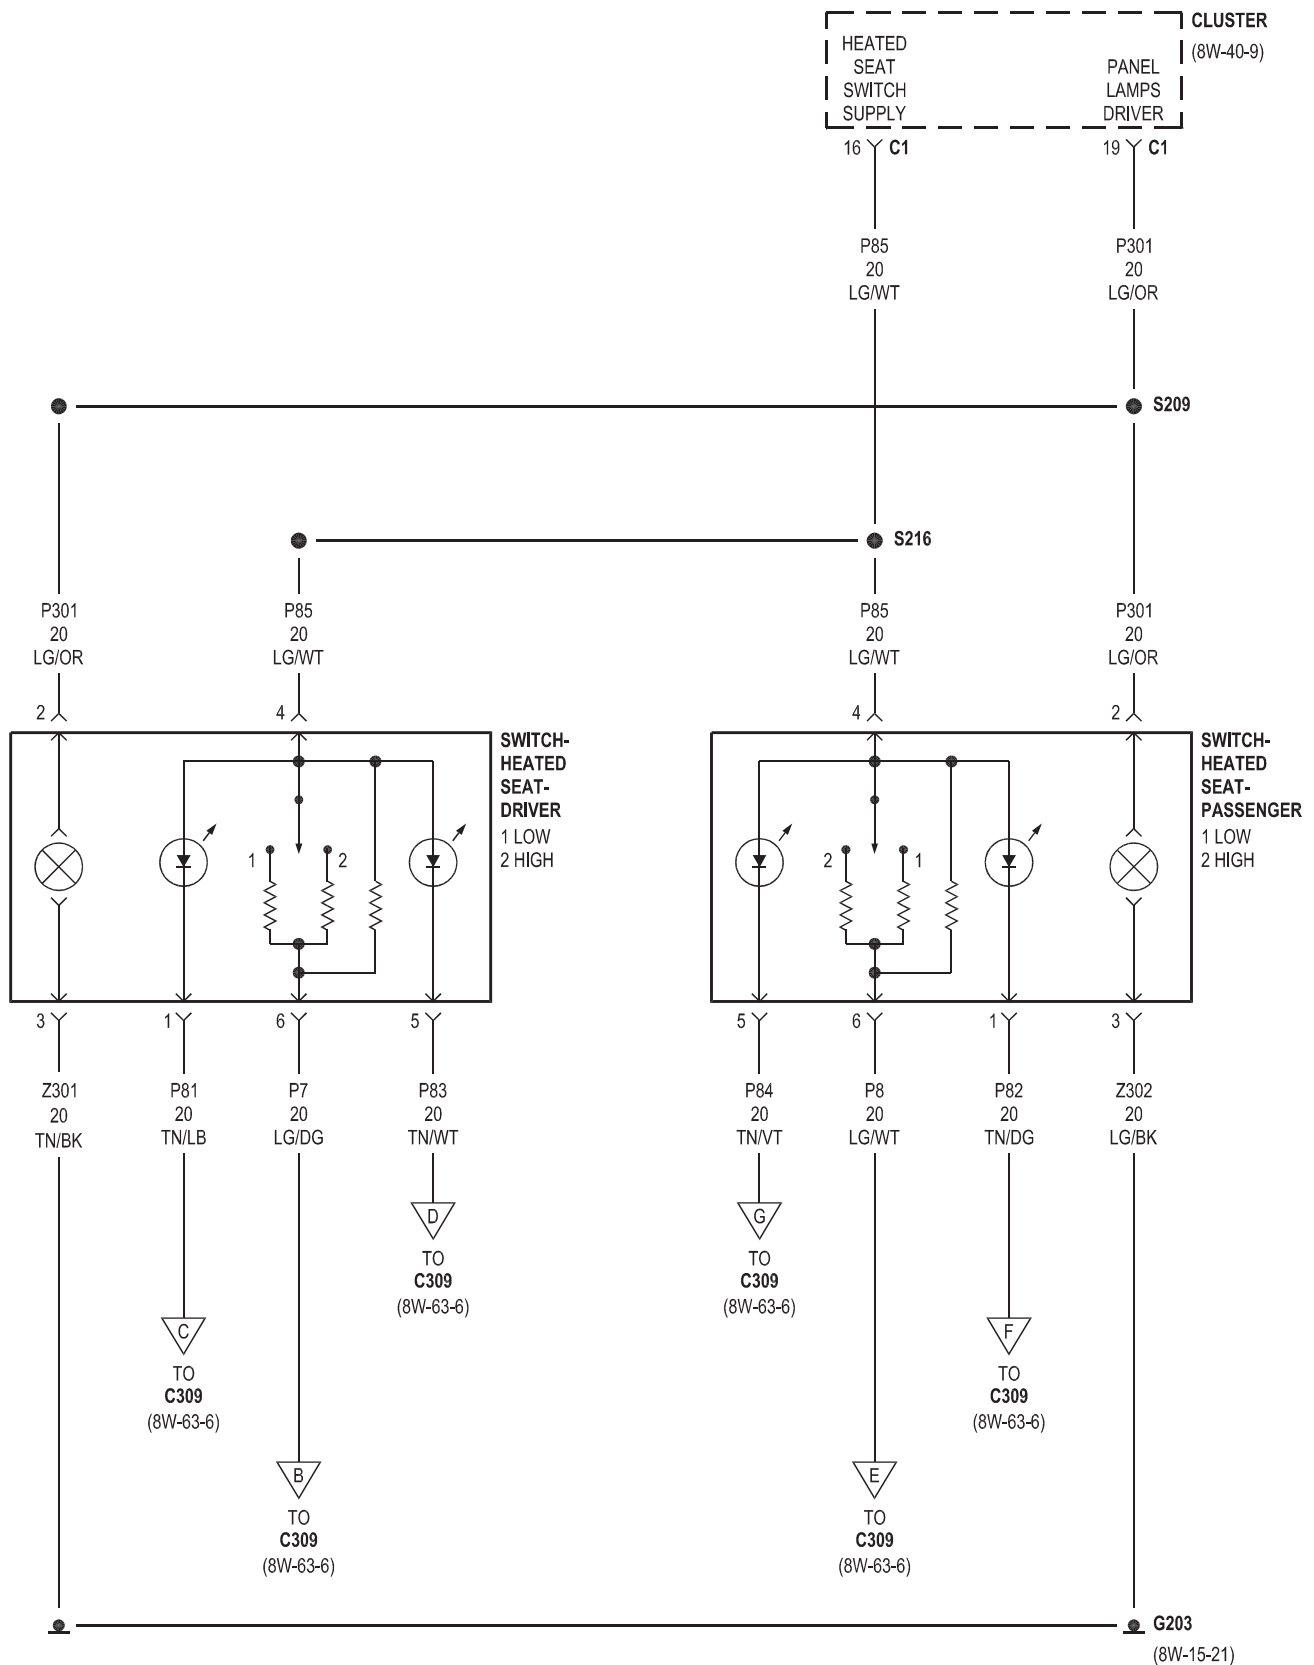 CLUSTER
(8W-40-9)
HEATED
SEAT
SWITCH
SUPPLY
PANEL
LAMPS
DRIVER
16 C1
19 C1
P85
20
LG/WT
P301
20
LG/OR
S209
S216
P301
20
LG/OR
P85
20
LG/WT
P85
20
LG/WT
P301
20
LG/OR
2
4
4
2
SWITCH-
HEATED
SEAT-
DRIVER
1 LOW
2 HIGH
SWITCH-
HEATED
SEAT-
PASSENGER
1 LOW
2 HIGH
1
2
2
1
3
1
6
5
5
6
1
3
Z301
20
TN/BK
P81
20
TN/LB
P7
20
LG/DG
P83
20
TN/WT
P84
20
TN/VT
P8
20
LG/WT
P82
20
TN/DG
Z302
20
LG/BK
D
TO
C309
(8W-63-6)
G
TO
C309
(8W-63-6)
C
TO
C309
(8W-63-6)
F
TO
C309
(8W-63-6)
B
TO
C309
(8W-63-6)
E
TO
C309
(8W-63-6)
G203
(8W-15-21)